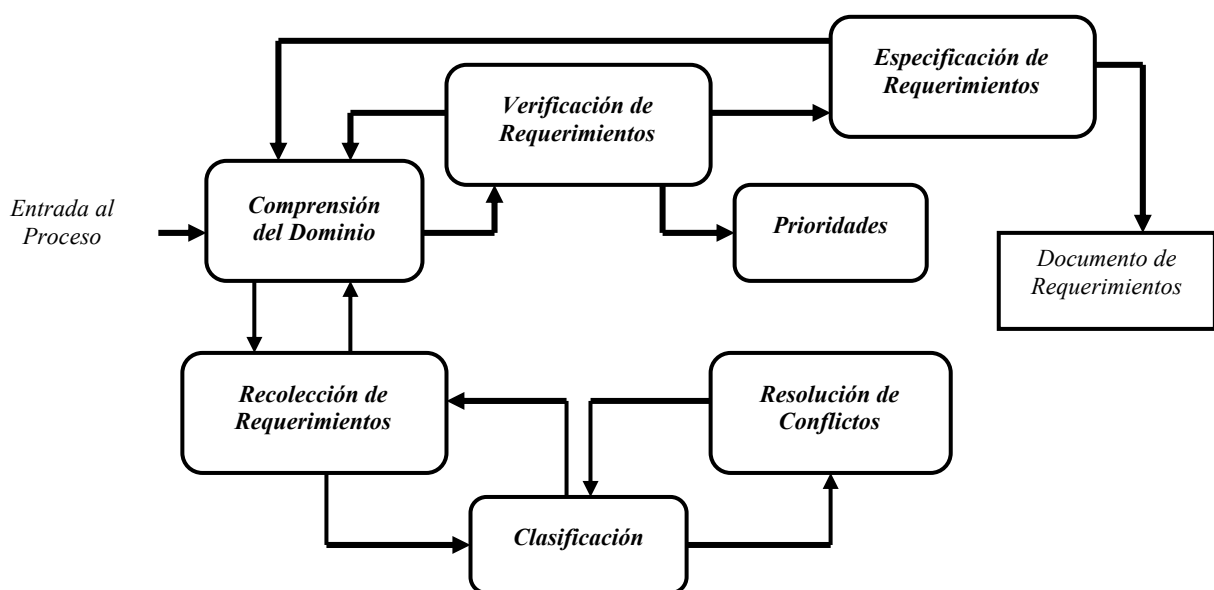 Especificación de
Requerimientos
Verificación de
Requerimientos
Entrada al
Proceso
Comprensión
del Dominio
Prioridades
Documento de
Requerimientos
Recolección de
Requerimientos
Resolución de
Conflictos
Clasificación